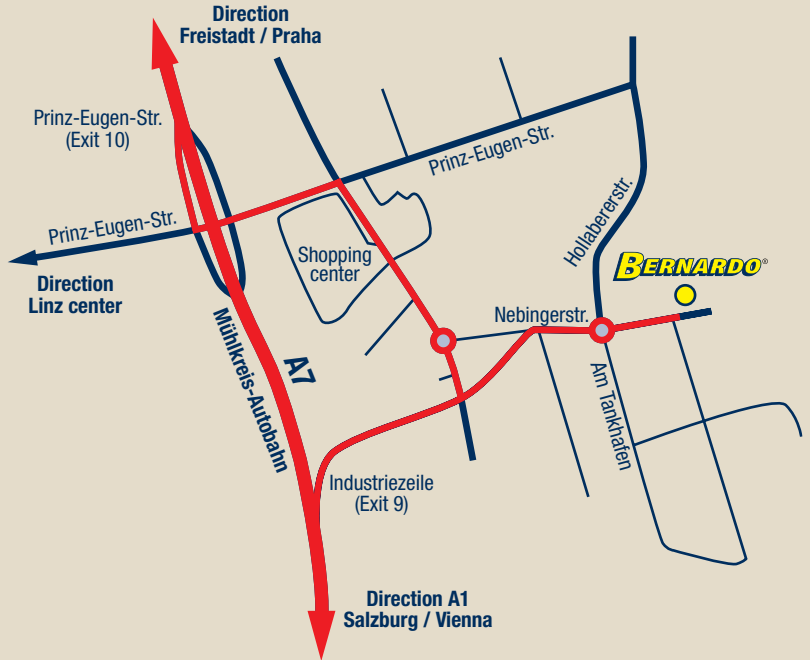 Direction
Freistadt / Praha
Prinz-Eugen-Str.
(Exit 10)
Prinz-Eugen-Str.
Prinz-Eugen-Str.
Direction
Linz center
Shopping
center
Hollabererstr.
BERNARDO®
Nebingerstr.
Mühlkreis-Autobahn
A7
Am Tankhafen
Industriezeile
(Exit 9)
Direction A1
Salzburg / Vienna